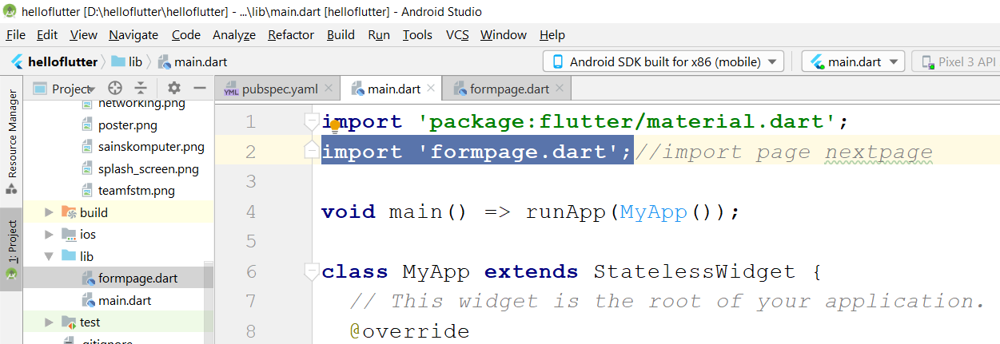 helloflutter [D:\helloflutter\helloflutter] - ...\lib\main.dart [helloflutter] - Android Studio
File Edit View Navigate Code Analyze Refactor Build Run Tools VCS Window Help
helloflutter lib main.dart Android SDK built for x86 (mobile) main.dart Pixel 3 API
Resource Manager
1: Project
Project
networking.png
poster.png
sainskomputer.png
splash_screen.png
teamfstm.png
build
ios
lib
formpage.dart
main.dart
test
.gitignore
YML pubspec.yaml main.dart formpage.dart
1 import 'package:flutter/material.dart';
2 import 'formpage.dart';//import page nextpage
3
4 void main() => runApp(MyApp());
5
6 class MyApp extends StatelessWidget {
7 // This widget is the root of your application.
8 @override